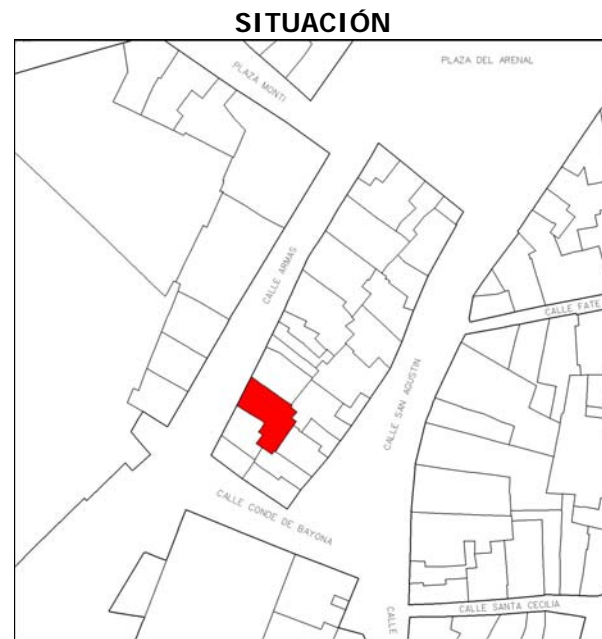 SITUACIÓN
PLAZA DEL ARENAL
PLAZA MONTI
CALLE ARMAS
CALLE FATE
CALLE SAN AGUSTIN
CALLE CONDE DE BAYONA
CALLE SANTA CECILIA
CALLE